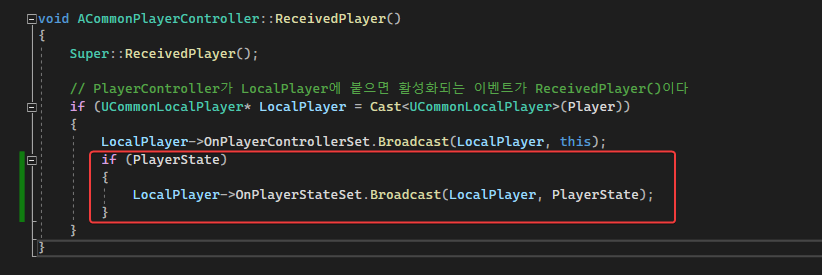 void ACommonPlayerController::ReceivedPlayer()
{
    Super::ReceivedPlayer();

    // PlayerController가 LocalPlayer에 붙으면 활성화되는 이벤트가 ReceivedPlayer()이다
    if (UCommonLocalPlayer* LocalPlayer = Cast<UCommonLocalPlayer>(Player))
    {
        LocalPlayer->OnPlayerControllerSet.Broadcast(LocalPlayer, this);
        if (PlayerState)
        {
            LocalPlayer->OnPlayerStateSet.Broadcast(LocalPlayer, PlayerState);
        }
    }
}